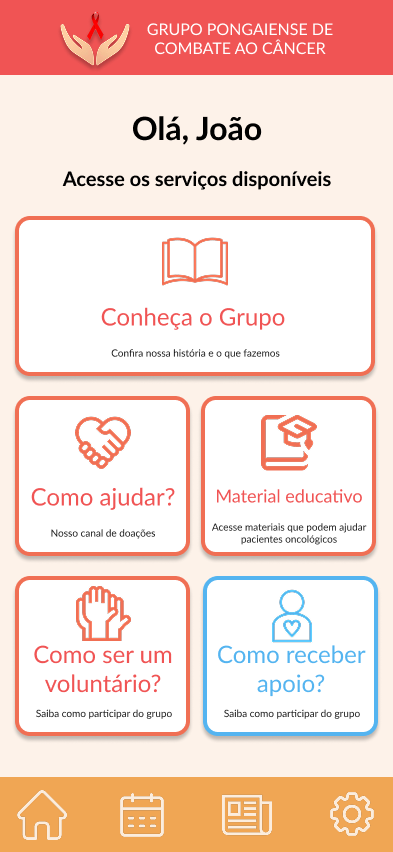 GRUPO PONGAIENSE DE
COMBATE AO CÂNCER
Olá, João
Acesse os serviços disponíveis
Conheça o Grupo
Confira nossa história e o que fazemos
Como ajudar?
Nosso canal de doações
Material educativo
Acesse materiais que podem ajudar
pacientes oncológicos
Como ser um
voluntário?
Saiba como participar do grupo
Como receber
apoio?
Saiba como participar do grupo